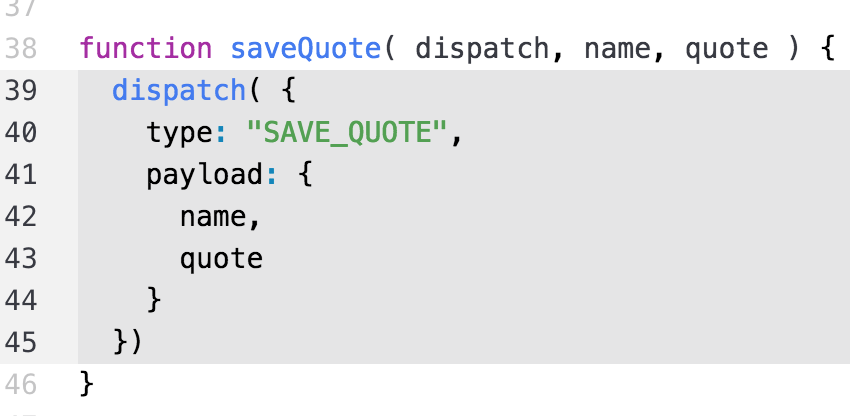 37
38 function saveQuote( dispatch, name, quote ) {
39 dispatch( {
40 type: "SAVE_QUOTE",
41 payload: {
42 name,
43 quote
44 }
45 })
46 }